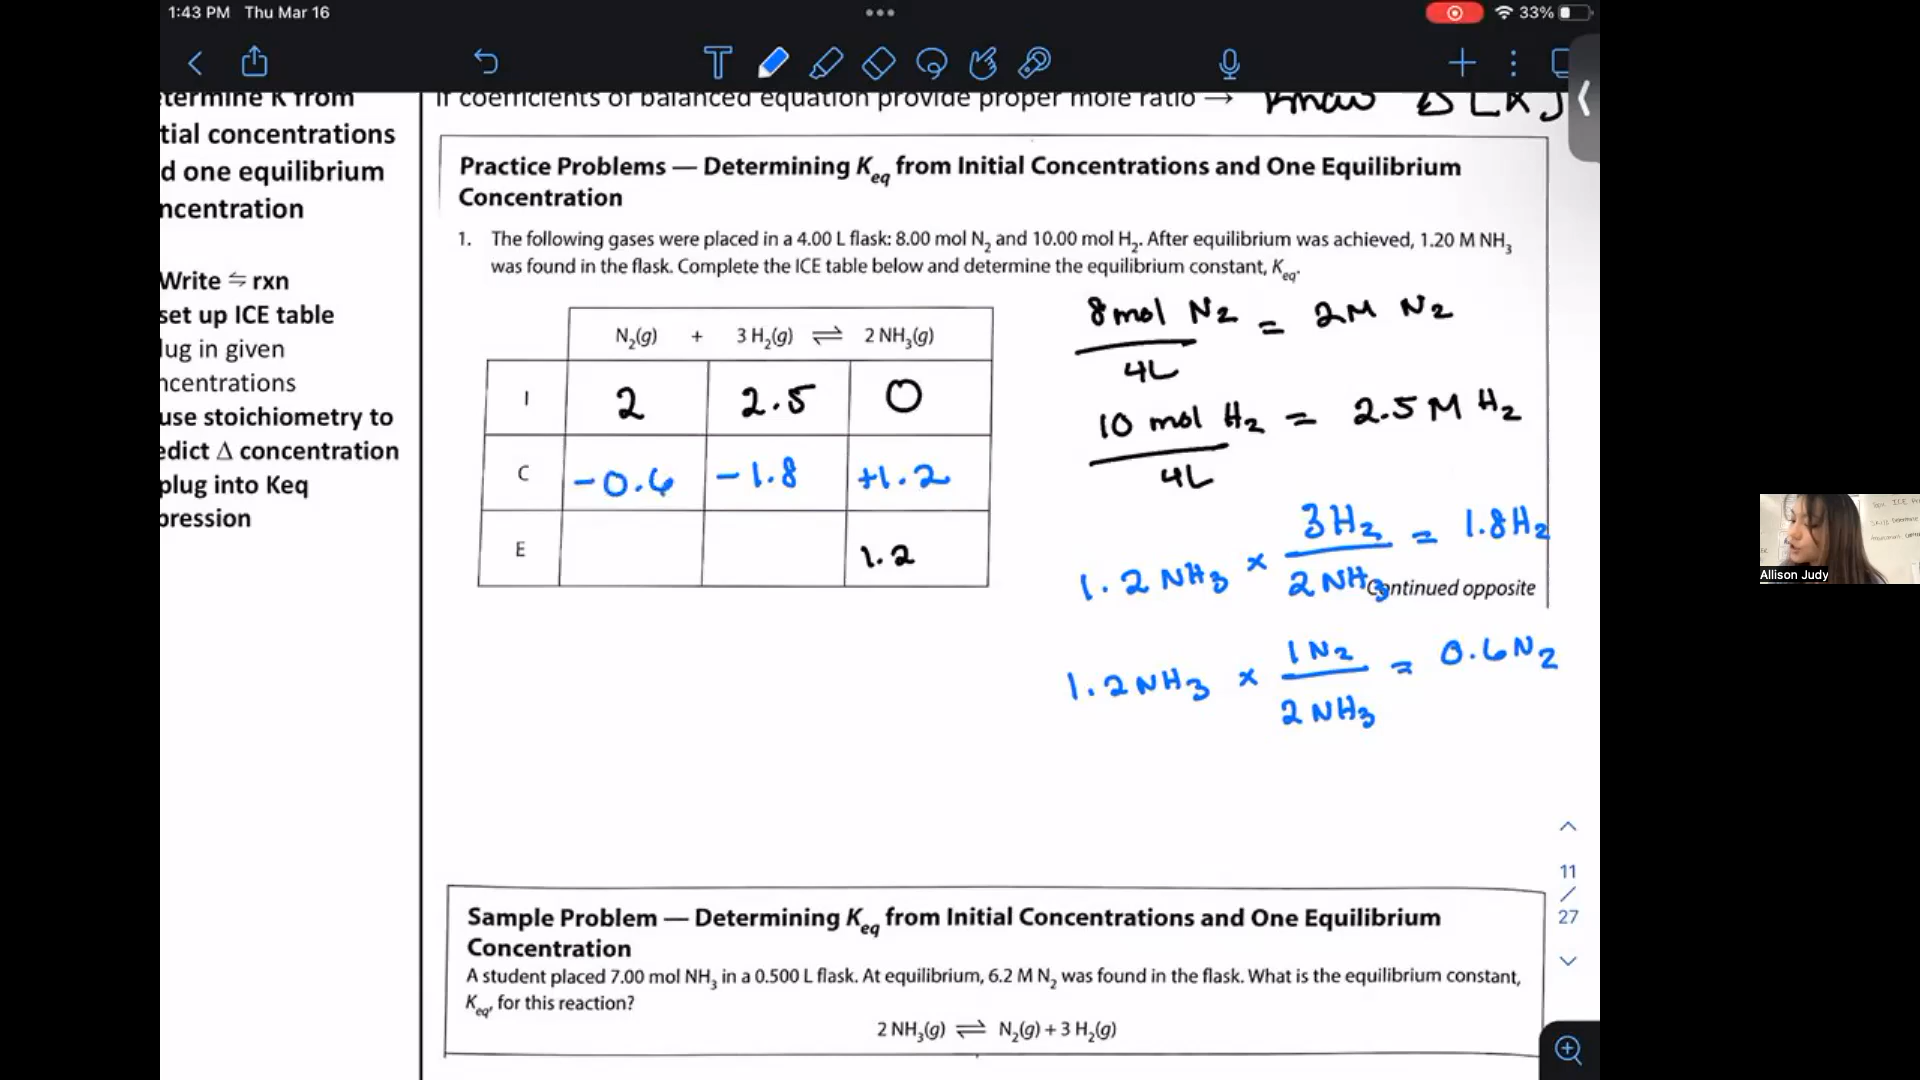 1:43 PM Thu Mar 16
33%
termine K from
tial concentrations
d one equilibrium
ncentration
Write ⇋ rxn
set up ICE table
lug in given
ncentrations
use stoichiometry to
edict Δ concentration
plug into Keq
pression
If coefficients of balanced equation provide proper mole ratio → Know Δ[X]
Practice Problems — Determining Keq from Initial Concentrations and One Equilibrium
Concentration
1. The following gases were placed in a 4.00 L flask: 8.00 mol N2 and 10.00 mol H2. After equilibrium was achieved, 1.20 M NH3
was found in the flask. Complete the ICE table below and determine the equilibrium constant, Keq.
N2(g) + 3 H2(g) ⇌ 2 NH3(g)
I 2 2.5 0
C -0.6 -1.8 +1.2
E 1.2
8 mol N2 = 2M N2
4L
10 mol H2 = 2.5 M H2
4L
1.2 NH3 × 3H2 = 1.8H2
2 NH3
Continued opposite
1.2 NH3 × 1 N2 = 0.6 N2
2 NH3
Sample Problem — Determining Keq from Initial Concentrations and One Equilibrium
Concentration
A student placed 7.00 mol NH3 in a 0.500 L flask. At equilibrium, 6.2 M N2 was found in the flask. What is the equilibrium constant,
Keq, for this reaction?
2 NH3(g) ⇌ N2(g) + 3 H2(g)
11
/
27
Allison Judy